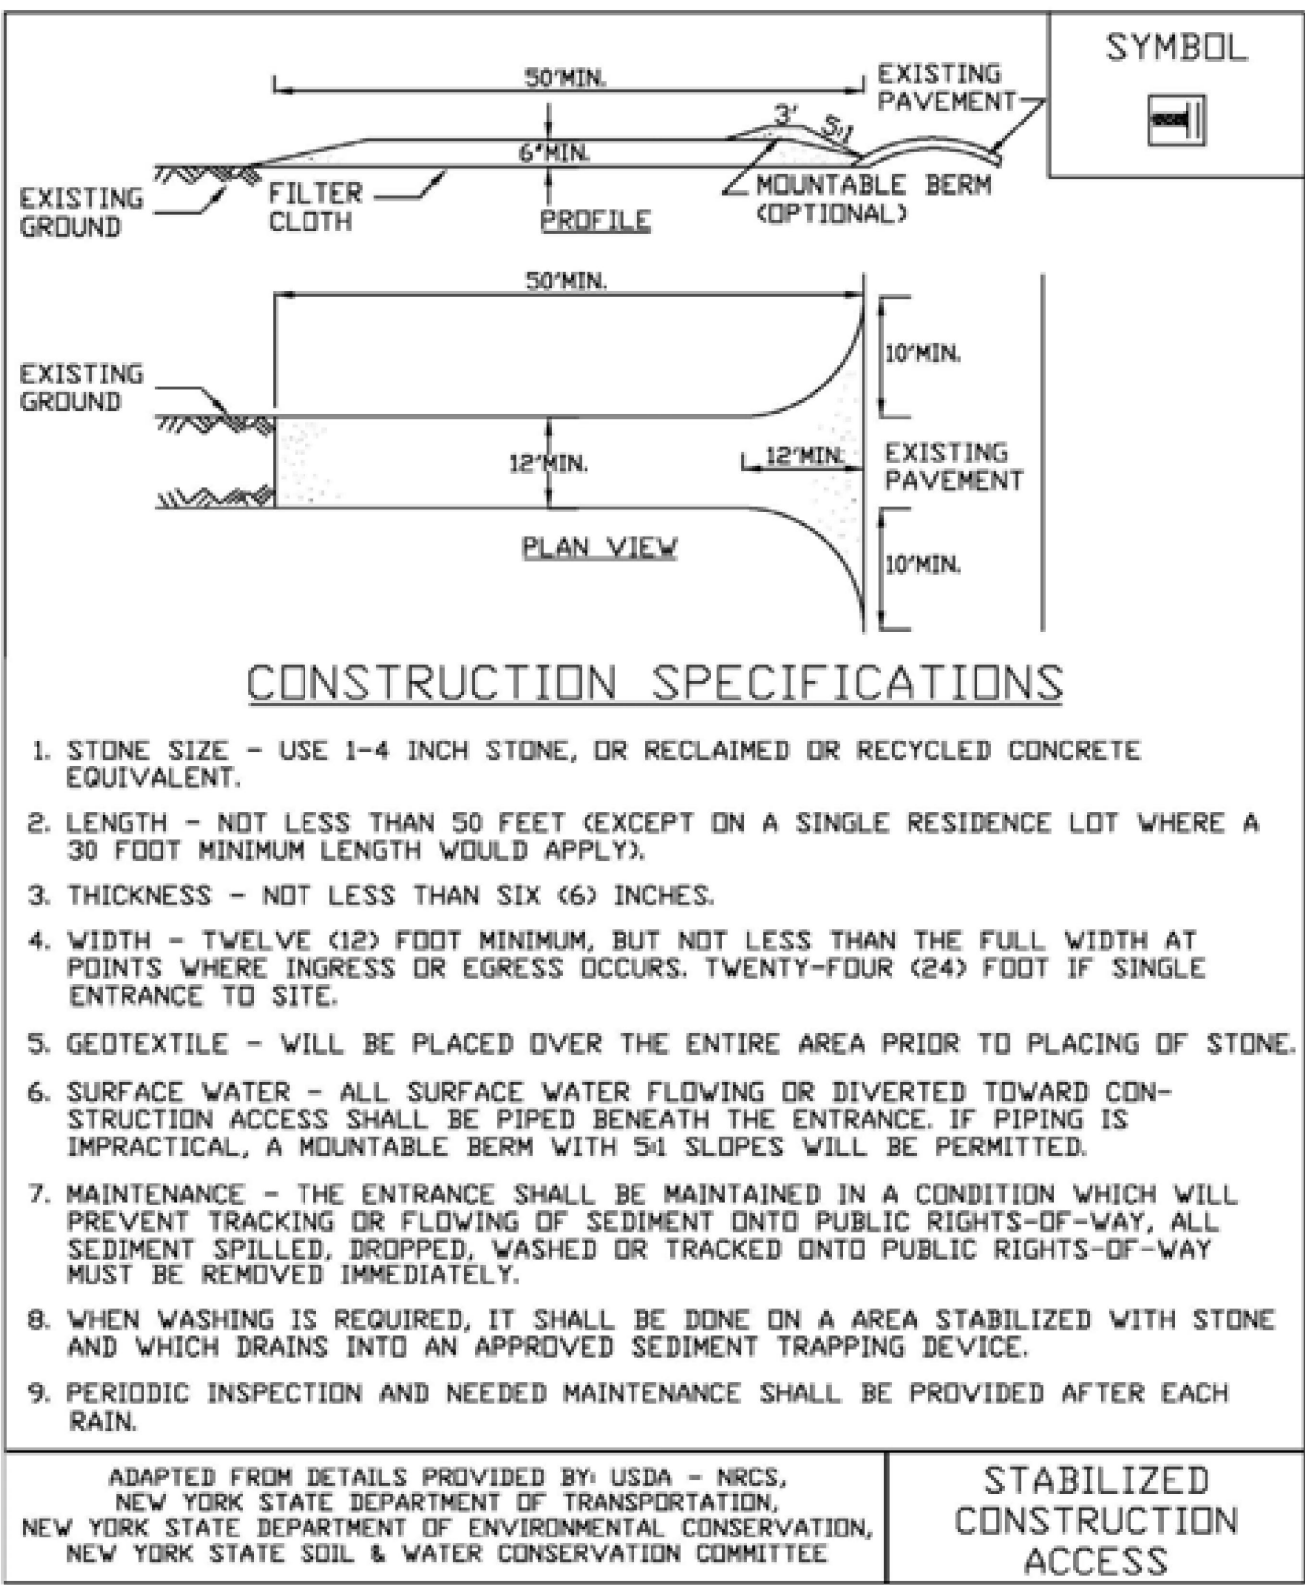 SYMBOL
50'MIN.
EXISTING
PAVEMENT
3'
5:1
6"MIN.
EXISTING
GROUND
FILTER
CLOTH
MOUNTABLE BERM
(OPTIONAL)
PROFILE
50'MIN.
10'MIN.
EXISTING
GROUND
12'MIN.
12'MIN.
EXISTING
PAVEMENT
PLAN VIEW
10'MIN.
CONSTRUCTION SPECIFICATIONS
1. STONE SIZE - USE 1-4 INCH STONE, OR RECLAIMED OR RECYCLED CONCRETE
EQUIVALENT.
2. LENGTH - NOT LESS THAN 50 FEET (EXCEPT ON A SINGLE RESIDENCE LOT WHERE A
30 FOOT MINIMUM LENGTH WOULD APPLY).
3. THICKNESS - NOT LESS THAN SIX (6) INCHES.
4. WIDTH - TWELVE (12) FOOT MINIMUM, BUT NOT LESS THAN THE FULL WIDTH AT
POINTS WHERE INGRESS OR EGRESS OCCURS. TWENTY-FOUR (24) FOOT IF SINGLE
ENTRANCE TO SITE.
5. GEOTEXTILE - WILL BE PLACED OVER THE ENTIRE AREA PRIOR TO PLACING OF STONE.
6. SURFACE WATER - ALL SURFACE WATER FLOWING OR DIVERTED TOWARD CON-
STRUCTION ACCESS SHALL BE PIPED BENEATH THE ENTRANCE. IF PIPING IS
IMPRACTICAL, A MOUNTABLE BERM WITH 5:1 SLOPES WILL BE PERMITTED.
7. MAINTENANCE - THE ENTRANCE SHALL BE MAINTAINED IN A CONDITION WHICH WILL
PREVENT TRACKING OR FLOWING OF SEDIMENT ONTO PUBLIC RIGHTS-OF-WAY, ALL
SEDIMENT SPILLED, DROPPED, WASHED OR TRACKED ONTO PUBLIC RIGHTS-OF-WAY
MUST BE REMOVED IMMEDIATELY.
8. WHEN WASHING IS REQUIRED, IT SHALL BE DONE ON A AREA STABILIZED WITH STONE
AND WHICH DRAINS INTO AN APPROVED SEDIMENT TRAPPING DEVICE.
9. PERIODIC INSPECTION AND NEEDED MAINTENANCE SHALL BE PROVIDED AFTER EACH
RAIN.
ADAPTED FROM DETAILS PROVIDED BY: USDA - NRCS,
NEW YORK STATE DEPARTMENT OF TRANSPORTATION,
NEW YORK STATE DEPARTMENT OF ENVIRONMENTAL CONSERVATION,
NEW YORK STATE SOIL & WATER CONSERVATION COMMITTEE
STABILIZED
CONSTRUCTION
ACCESS